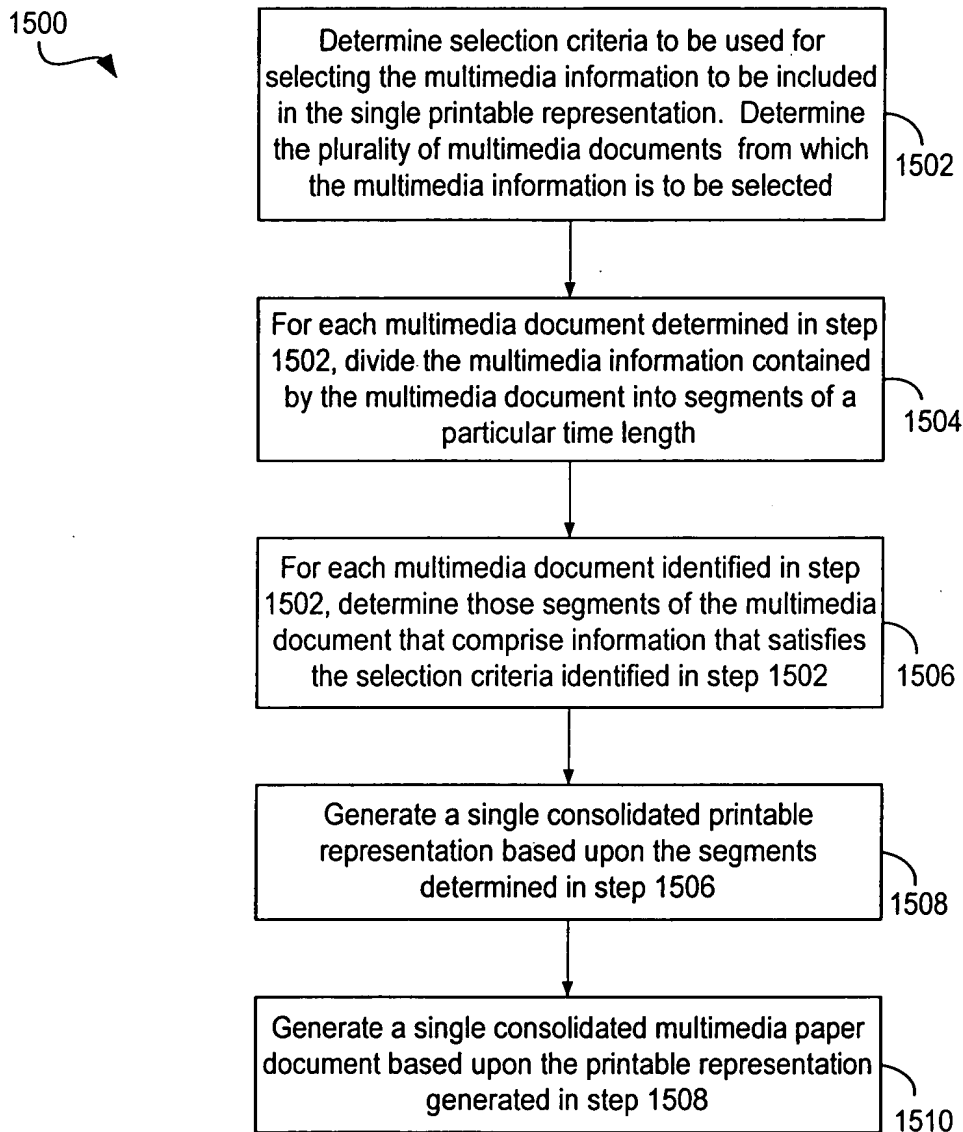 1500
Determine selection criteria to be used for
selecting the multimedia information to be included
in the single printable representation. Determine
the plurality of multimedia documents from which
the multimedia information is to be selected
1502
For each multimedia document determined in step
1502, divide the multimedia information contained
by the multimedia document into segments of a
particular time length
1504
For each multimedia document identified in step
1502, determine those segments of the multimedia
document that comprise information that satisfies
the selection criteria identified in step 1502
1506
Generate a single consolidated printable
representation based upon the segments
determined in step 1506
1508
Generate a single consolidated multimedia paper
document based upon the printable representation
generated in step 1508
1510